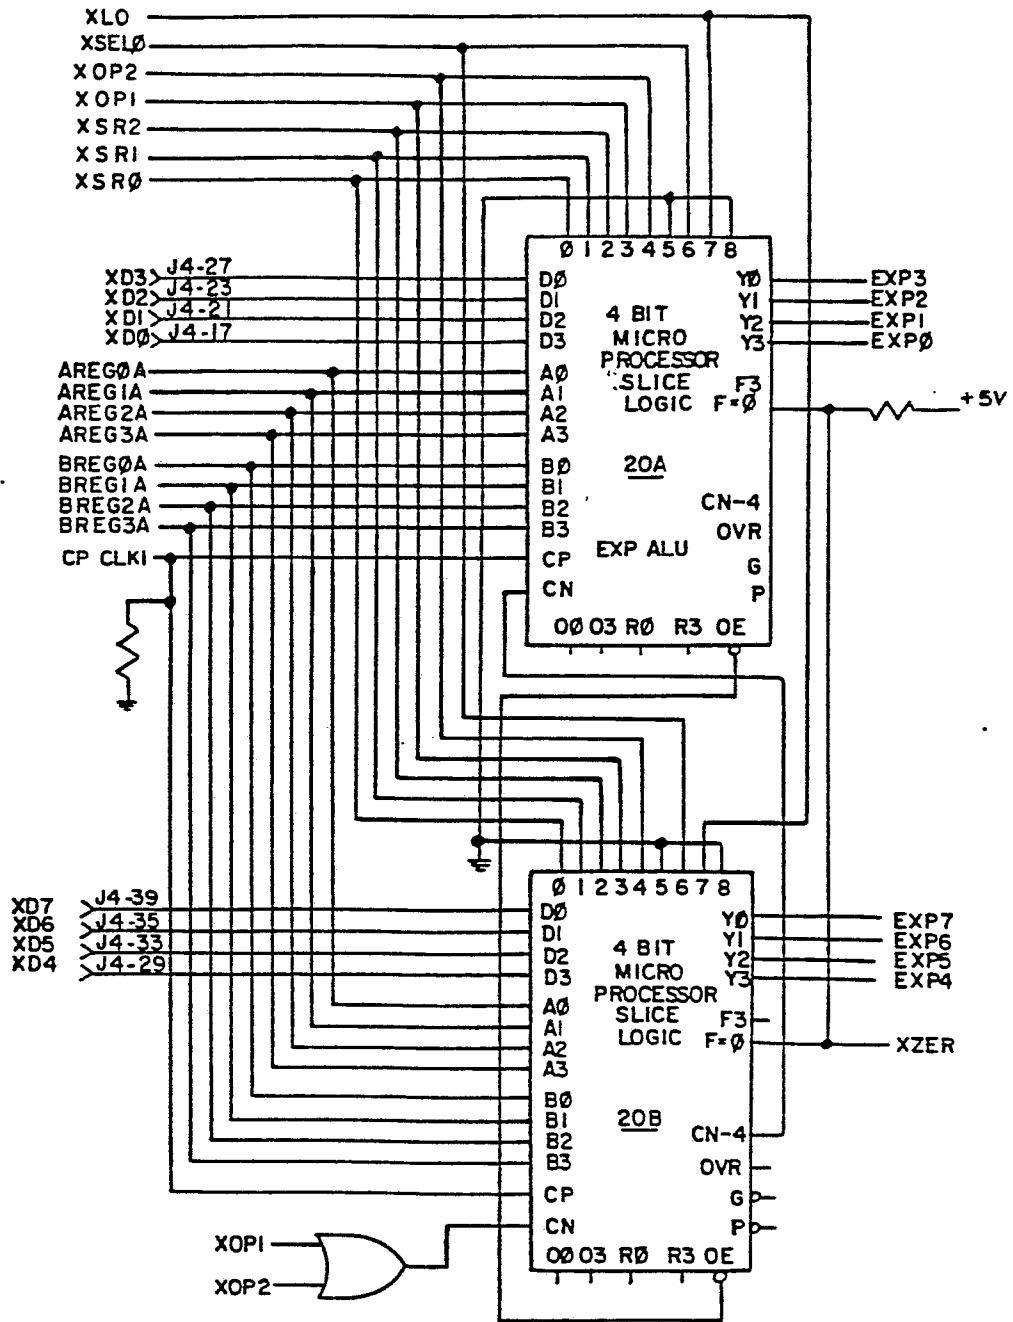 XLO
XSELØ
XOP2
XOP1
XSR2
XSR1
XSRØ
Ø 1 2 3 4 5 6 7 8
XD3 J4-27 DØ YØ EXP3
XD2 J4-23 D1 Y1 EXP2
XD1 J4-21 D2 Y2 EXP1
XDØ J4-17 D3 Y3 EXPØ
4 BIT
MICRO
PROCESSOR
SLICE
LOGIC
F3
F=Ø
+5V
AREGØA AØ
AREG1A A1
AREG2A A2
AREG3A A3
BREGØA BØ
BREG1A B1
BREG2A B2
BREG3A B3
20A
CN-4
OVR
CP CLK1 CP
EXP ALU
G
CN
P
OØ O3 RØ R3 OE
Ø 1 2 3 4 5 6 7 8
XD7 J4-39 DØ YØ EXP7
XD6 J4-35 D1 Y1 EXP6
XD5 J4-33 D2 Y2 EXP5
XD4 J4-29 D3 Y3 EXP4
4 BIT
MICRO
PROCESSOR
SLICE
LOGIC
AØ F3
A1 F=Ø XZER
A2
A3
BØ
B1
B2
B3
20B
CN-4
OVR
CP G
CN P
XOP1
XOP2
OØ O3 RØ R3 OE